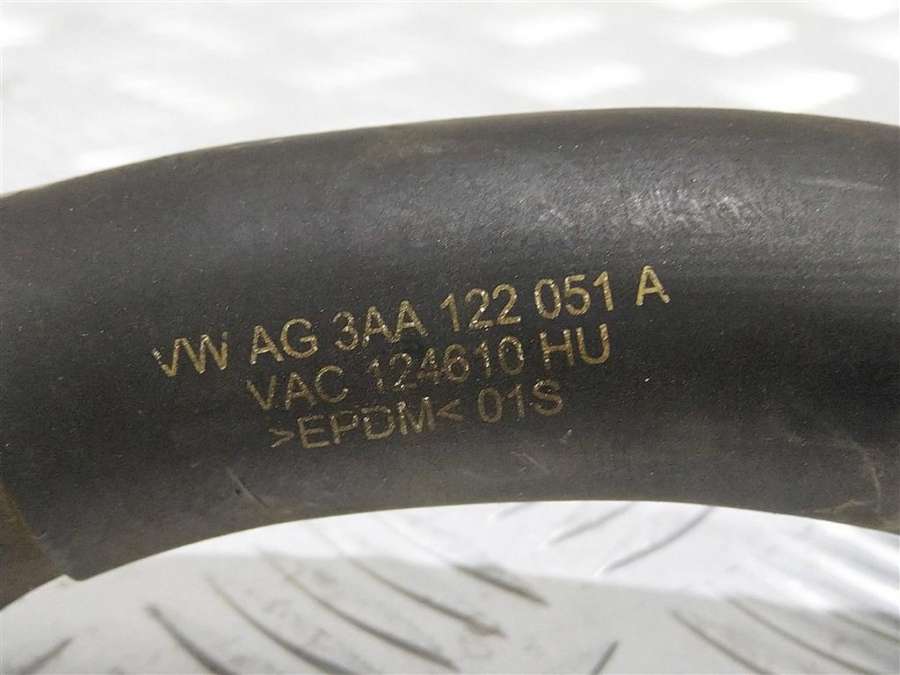 VW AG 3AA 122 051 A
VAC 124610 HU
>EPDM< 01S